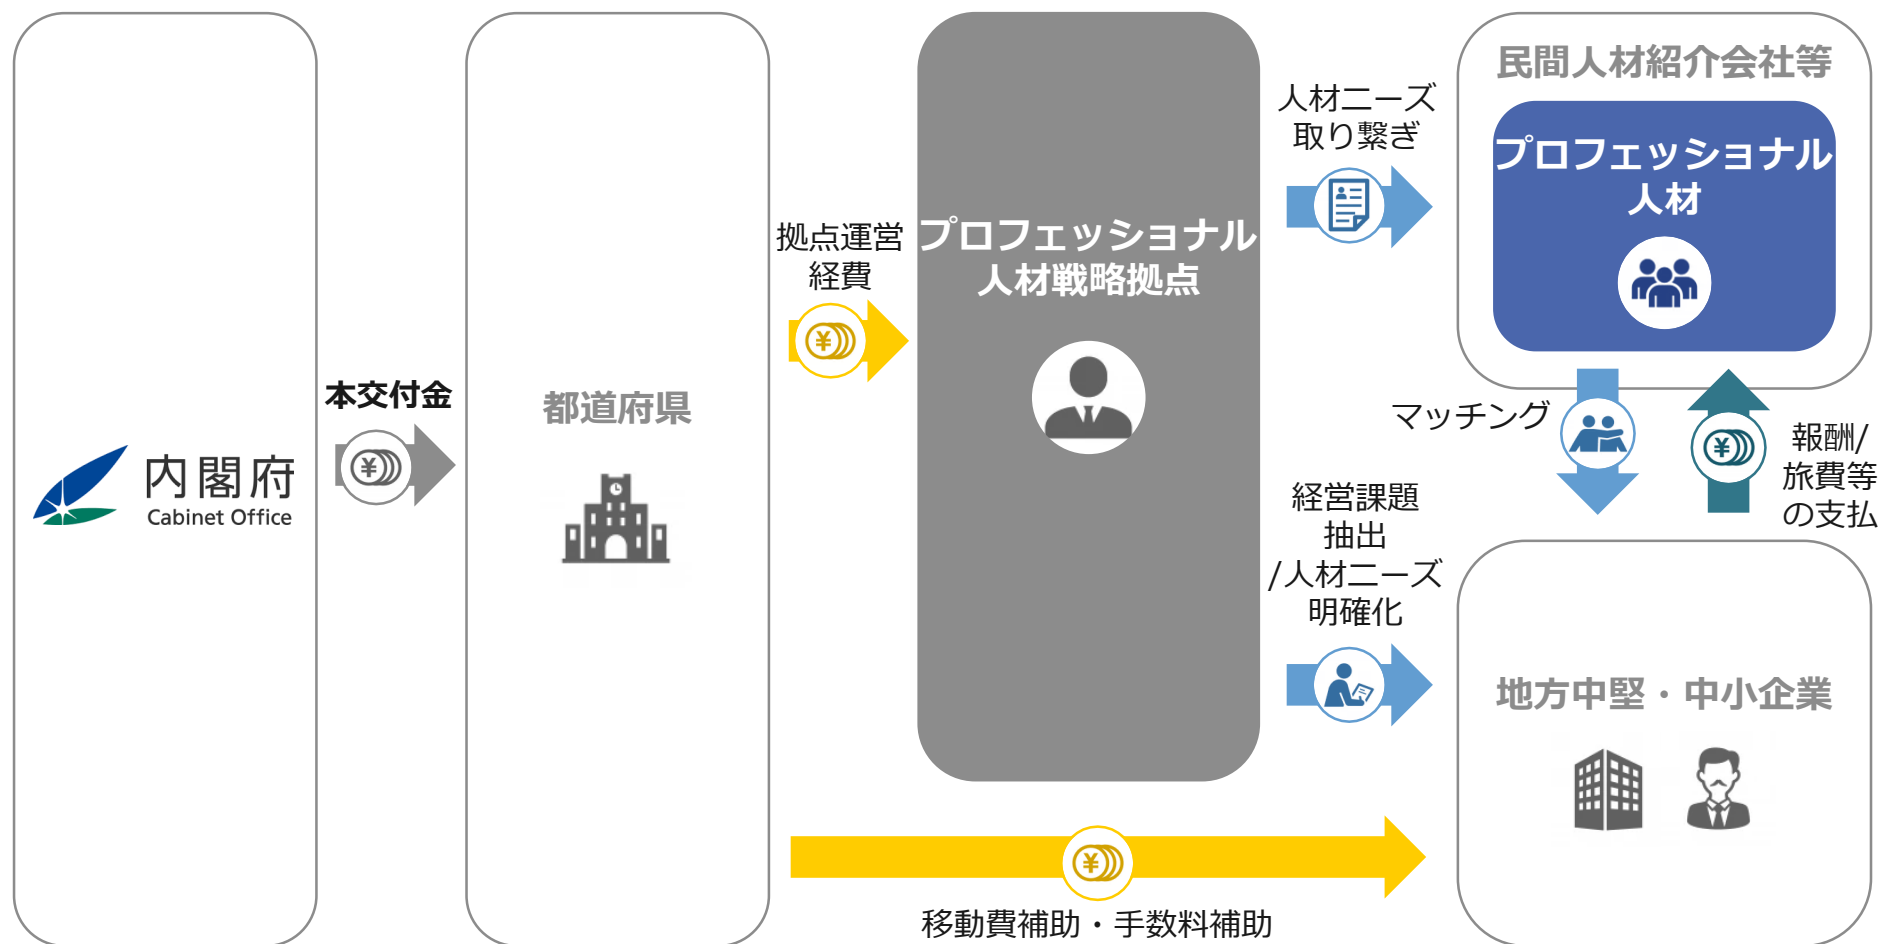 内閣府
Cabinet Office
本交付金
都道府県
拠点運営
経費
プロフェッショナル
人材戦略拠点
人材ニーズ
取り繋ぎ
民間人材紹介会社等
プロフェッショナル
人材
マッチング
報酬/
旅費等
の支払
経営課題
抽出
/人材ニーズ
明確化
地方中堅・中小企業
移動費補助・手数料補助